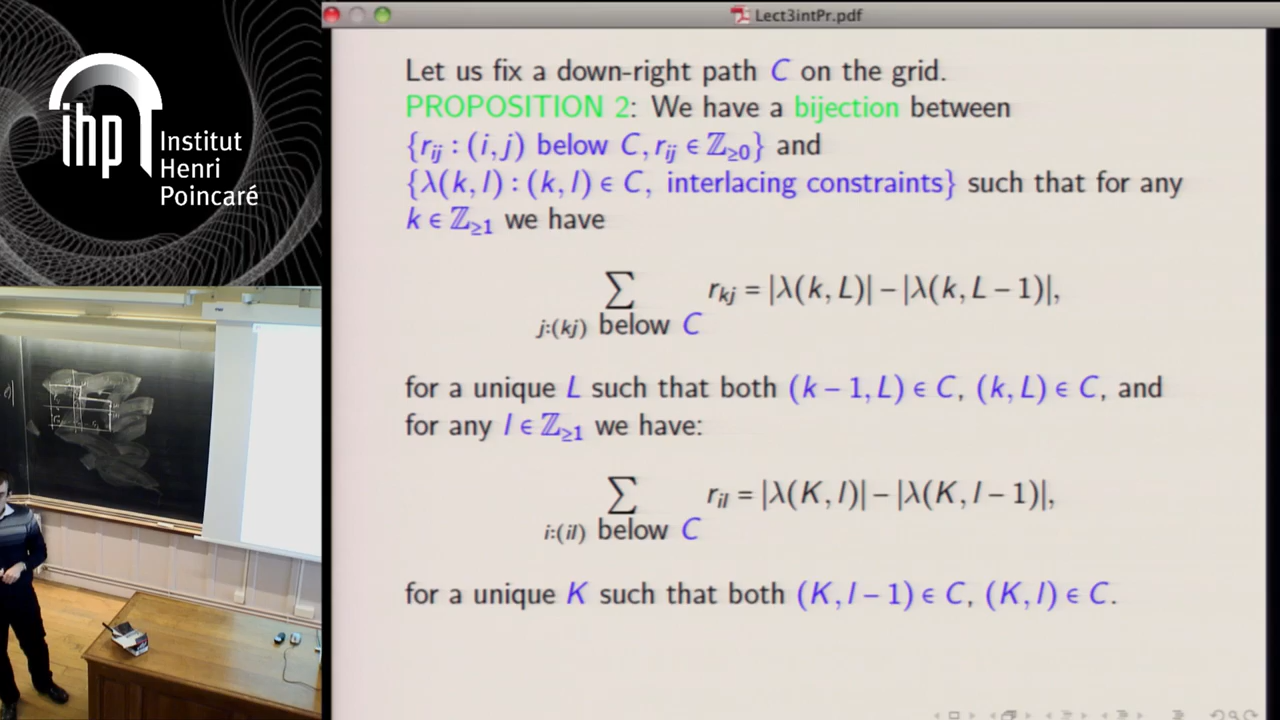 Lect3intPr.pdf
ihp Institut Henri Poincaré
Let us fix a down-right path C on the grid.
PROPOSITION 2: We have a bijection between
{r_{ij} : (i, j) below C, r_{ij} ∈ ℤ_{≥0}} and
{λ(k, l) : (k, l) ∈ C, interlacing constraints} such that for any
k ∈ ℤ_{≥1} we have
∑_{j:(kj) below C} r_{kj} = |λ(k, L)| − |λ(k, L − 1)|,
for a unique L such that both (k − 1, L) ∈ C, (k, L) ∈ C, and
for any l ∈ ℤ_{≥1} we have:
∑_{i:(il) below C} r_{il} = |λ(K, l)| − |λ(K, l − 1)|,
for a unique K such that both (K, l − 1) ∈ C, (K, l) ∈ C.